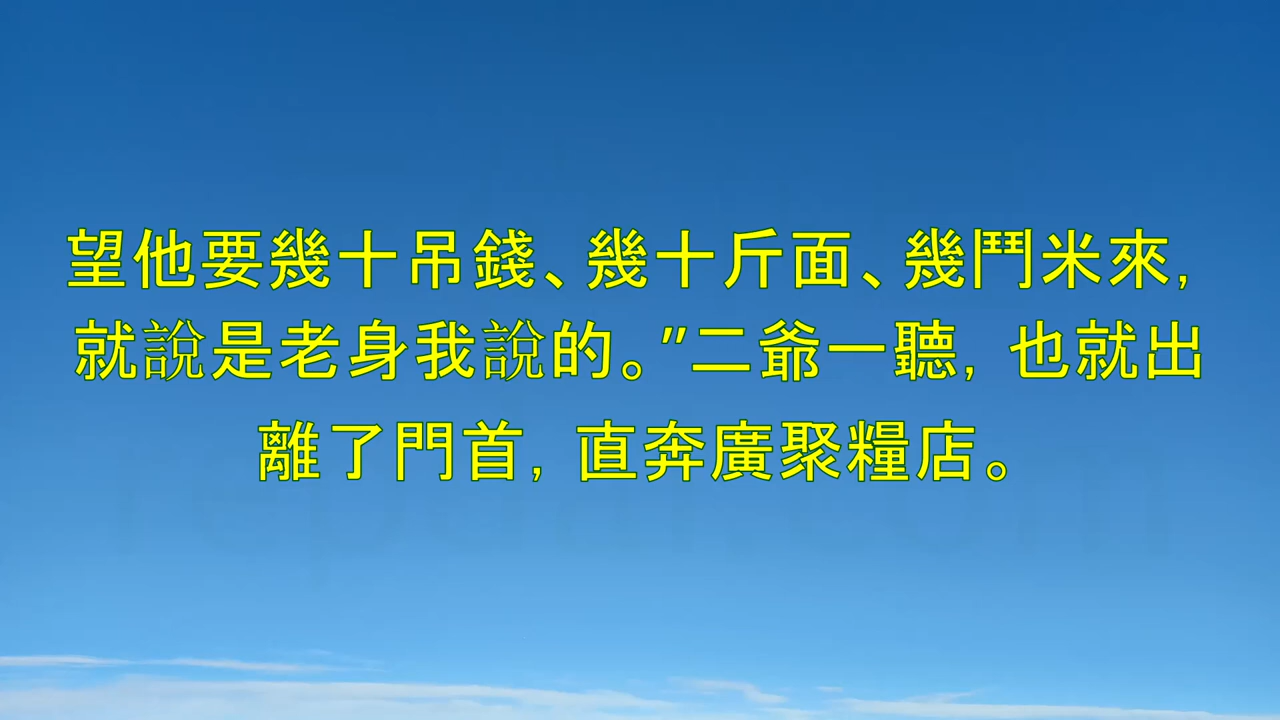 望他要幾十吊錢、幾十斤面、幾鬥米來,
就說是老身我說的。"二爺一聽, 也就出
離了門首, 直奔廣聚糧店。